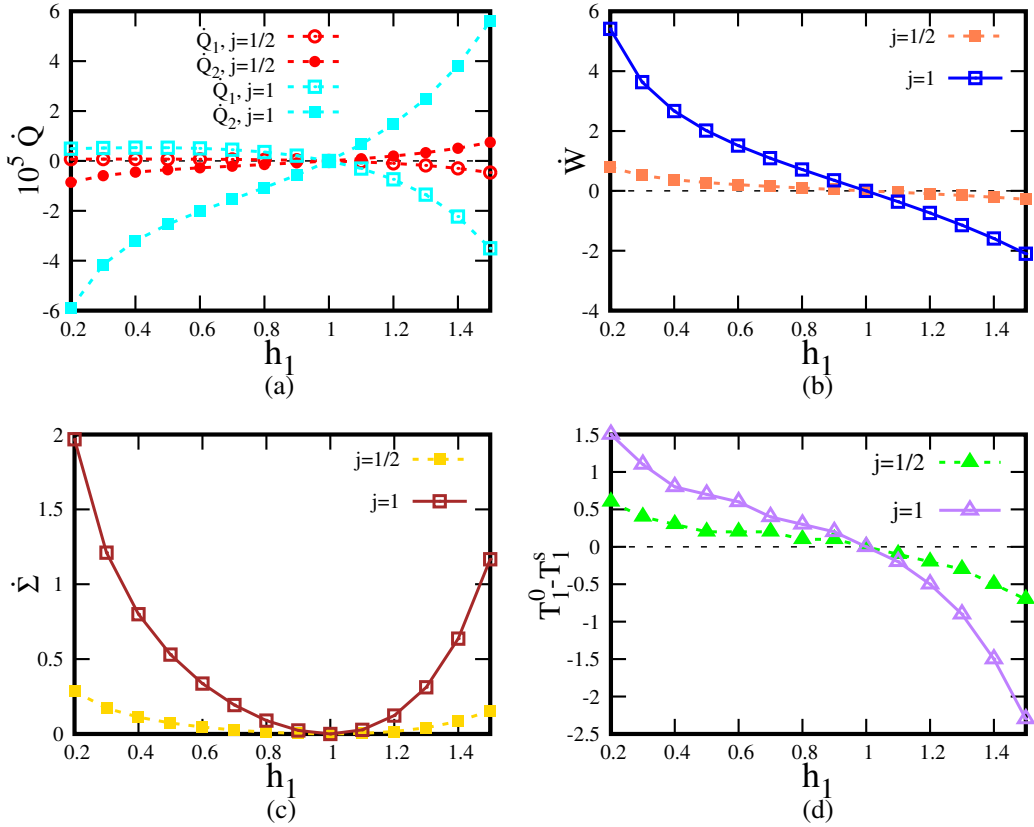 6
4
2
0
-2
-4
-6
10⁵ Q̇
Q̇₁, j=1/2
Q̇₂, j=1/2
Q̇₁, j=1
Q̇₂, j=1
0.2 0.4 0.6 0.8 1.0 1.2 1.4
h₁
(a)
6
4
2
0
-2
-4
Ẇ
j=1/2
j=1
0.2 0.4 0.6 0.8 1 1.2 1.4
h₁
(b)
2
1.5
1
0.5
0
Σ̇
j=1/2
j=1
0.2 0.4 0.6 0.8 1 1.2 1.4
h₁
(c)
1.5
1
0.5
0
-0.5
-1
-1.5
-2
-2.5
T₁⁰-T₁ˢ
j=1/2
j=1
0.2 0.4 0.6 0.8 1 1.2 1.4
h₁
(d)